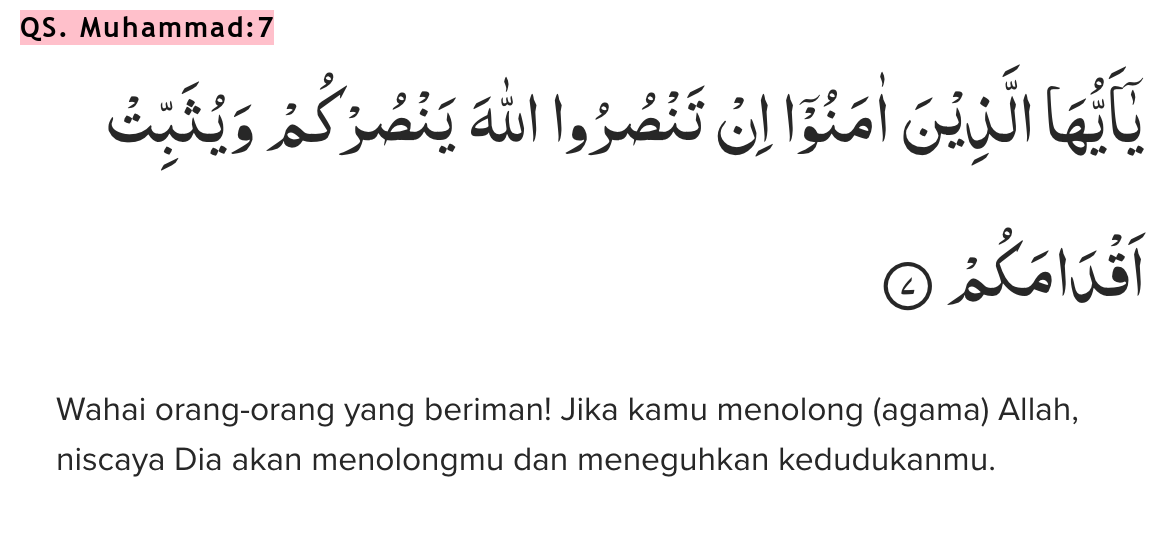 QS. Muhammad:7
يٰٓاَيُّهَا الَّذِيْنَ اٰمَنُوْٓا اِنْ تَنْصُرُوا اللّٰهَ يَنْصُرْكُمْ وَيُثَبِّتْ
اَقْدَامَكُمْ ٧
Wahai orang-orang yang beriman! Jika kamu menolong (agama) Allah,
niscaya Dia akan menolongmu dan meneguhkan kedudukanmu.